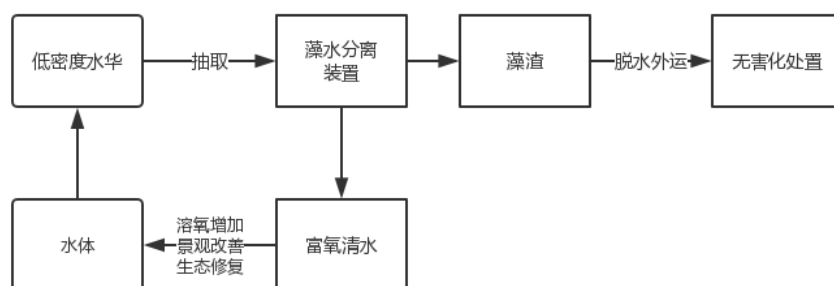 低密度水华
抽取
藻水分离
装置
藻渣
脱水外运
无害化处置
水体
溶氧增加
景观改善
生态修复
富氧清水